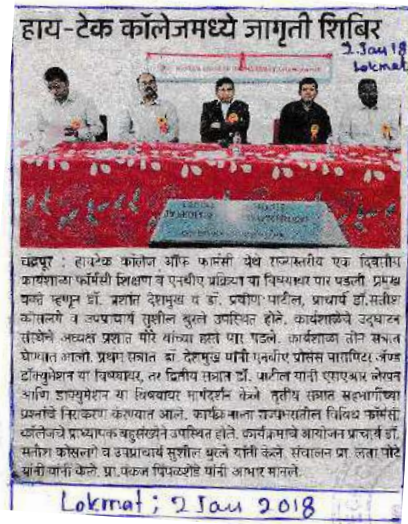 हाय-टेक कॉलेजमध्ये जागृती शिबिर
2 Jan 18
Lokmat
चंद्रपूर : हायटेक कॉलेज ऑफ फार्मसी येथे राज्यस्तरीय एक दिवसीय
कार्यशाळा फॉर्मसी शिक्षण व एनबीए प्रक्रिया या विषयावर पार पडली. प्रमुख
वक्ते म्हणून डॉ. प्रशांत देशमुख व डॉ. प्रवीण पाटील, प्राचार्य डॉ.सतीश
कोसलगे व उपप्राचार्य सुशील बुरले उपस्थित होते. कार्यशाळेचे उद्घाटन
संस्थेचे अध्यक्ष प्रशांत पोटे यांच्या हस्ते पार पडले. कार्यशाळा तीन सत्रात
घेण्यात आली. प्रथम सत्रात डॉ. देशमुख यांनी एनबीए प्रोसेस पॅरामिटर अँण्ड
डॉक्युमेशन या विषयावर, तर द्वितीय सत्रात डॉ. पाटील यांनी एसएआर लेखन
आणि डाक्युमेशन या विषयावर मार्गदर्शन केले. तृतीय सत्रात सहभागींच्या
प्रश्नांचे निराकरण करण्यात आले. कार्यक्रमाला राज्यभरातील विविध फॉर्मसी
कॉलेजचे प्राध्यापक बहुसंख्येने उपस्थित होते. कार्यक्रमाचे आयोजन प्राचार्य डॉ.
सतीश कोसलगे व उपप्राचार्य सुशील बुरले यांनी केले. संचालन प्रा. लता पोटे
यांनी यांनी केले. प्रा.पंकज पिपळशेंडे यांनी आभार मानले.
Lokmat; 2 Jan 2018